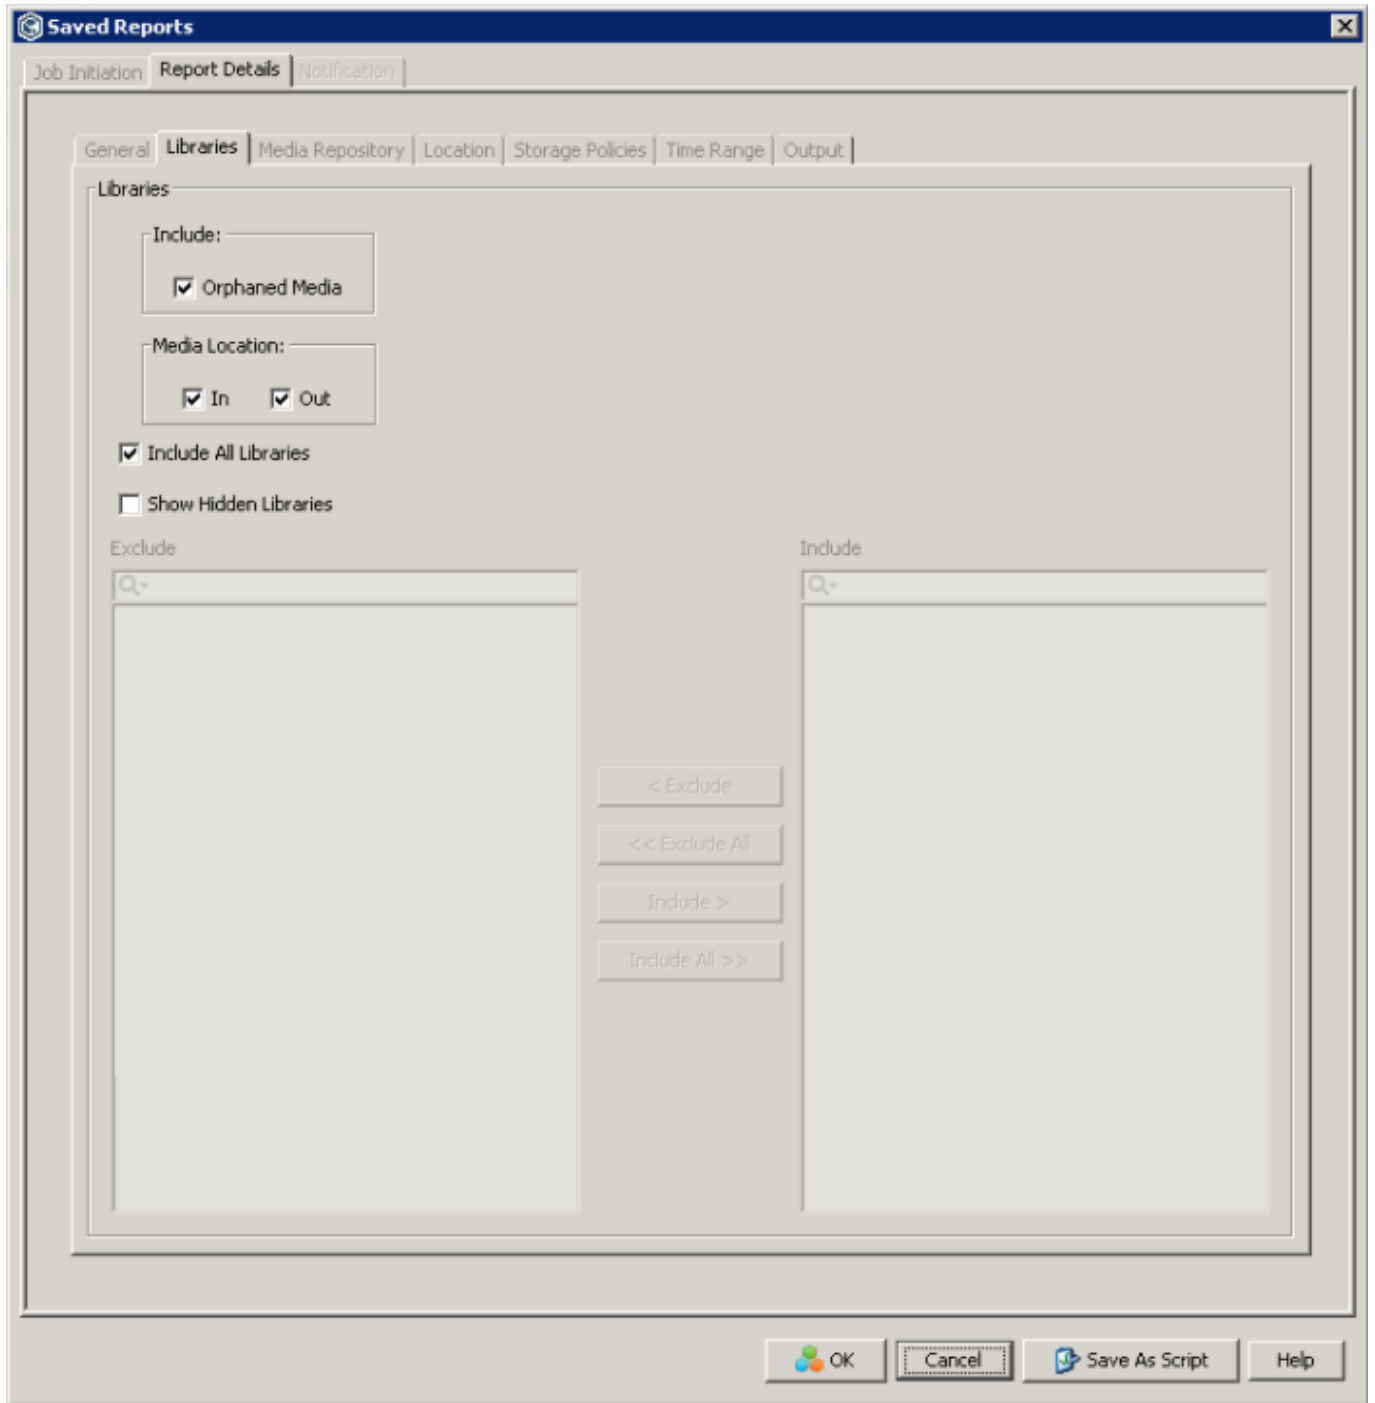 Saved Reports
Job Initiation Report Details Notification
General Libraries Media Repository Location Storage Policies Time Range Output
Libraries
Include:
Orphaned Media
Media Location:
In Out
Include All Libraries
Show Hidden Libraries
Exclude Include
< Exclude
<< Exclude All
Include >
Include All >>
OK Cancel Save As Script Help